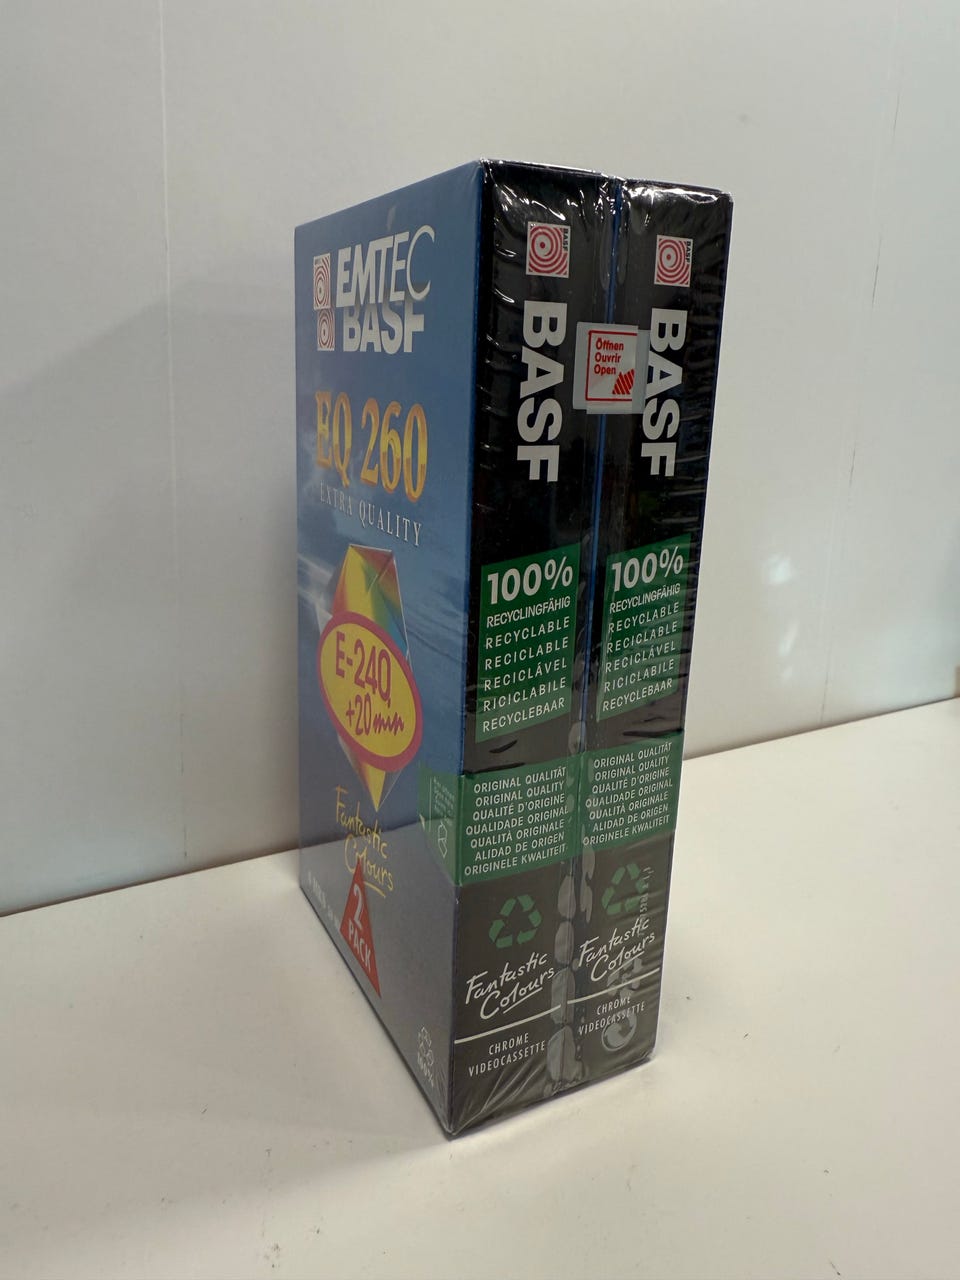 EMTEC
BASF
EQ 260
EXTRA QUALITY
E-240
+20min
Fantastic
Colours
2
PACK
100%
BASF
BASF
Öffnen
Ouvrir
Open
100%
RECYCLINGFÄHIG
RECYCLABLE
RECICLABLE
RECICLÁVEL
RICICLABILE
RECYCLEBAAR
ORIGINAL QUALITÄT
ORIGINAL QUALITY
QUALITÉ D'ORIGINE
QUALIDADE ORIGINAL
QUALITÀ ORIGINALE
ALIDAD DE ORIGEN
ORIGINELE KWALITEIT
Fantastic
Colours
CHROME
VIDEOCASSETTE
BASF
BASF
100%
RECYCLINGFÄHIG
RECYCLABLE
RECICLABLE
RECICLÁVEL
RICICLABILE
RECYCLEBAAR
ORIGINAL QUALITÄT
ORIGINAL QUALITY
QUALITÉ D'ORIGINE
QUALIDADE ORIGINAL
QUALITÀ ORIGINALE
ALIDAD DE ORIGEN
ORIGINELE KWALITEIT
Fantastic
Colours
CHROME
VIDEOCASSETTE